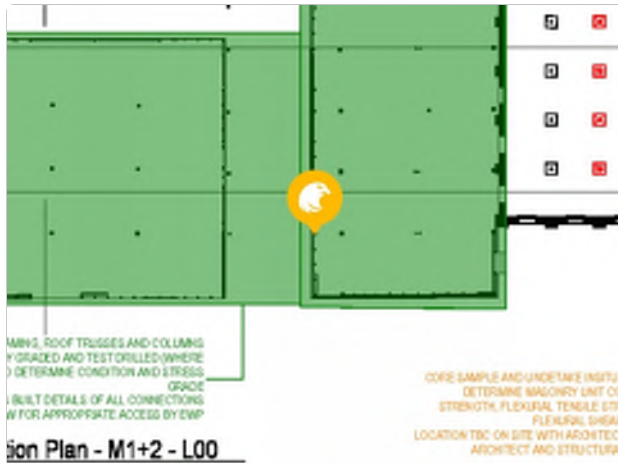 AMING, ROOF TRUSSES AND COLUMNS
Y GRADED AND TEST DRILLED (WHERE
O DETERMINE CONDITION AND STRESS
GRADE
BUILT DETAILS OF ALL CONNECTIONS
W FOR APPROPRIATE ACCESS BY EWP
tion Plan - M1+2 - L00
CORE SAMPLE AND UNDETAKE INSITU
DETERMINE MASONRY UNIT CO
STRENGTH, FLEXURAL TENSILE STR
FLEXURAL SHEA
LOCATION TBC ON SITE WITH ARCHITEC
ARCHITECT AND STRUCTURA